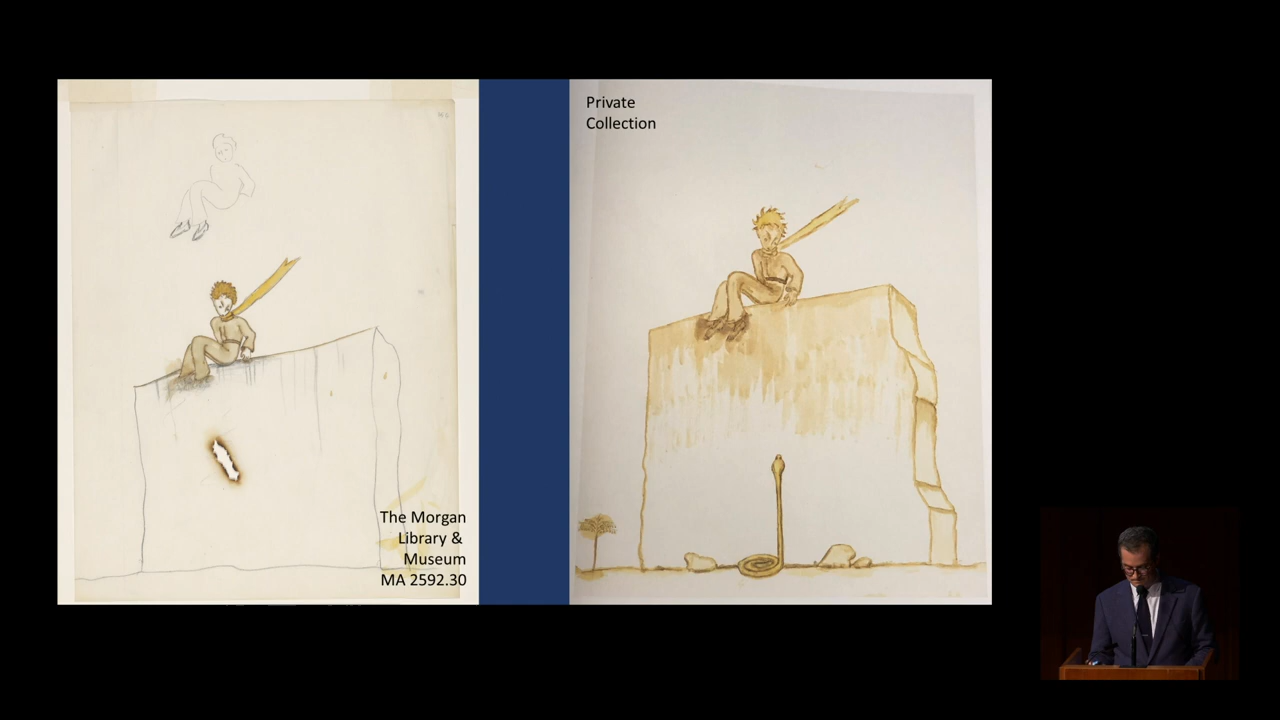 Private
Collection
The Morgan
Library &
Museum
MA 2592.30